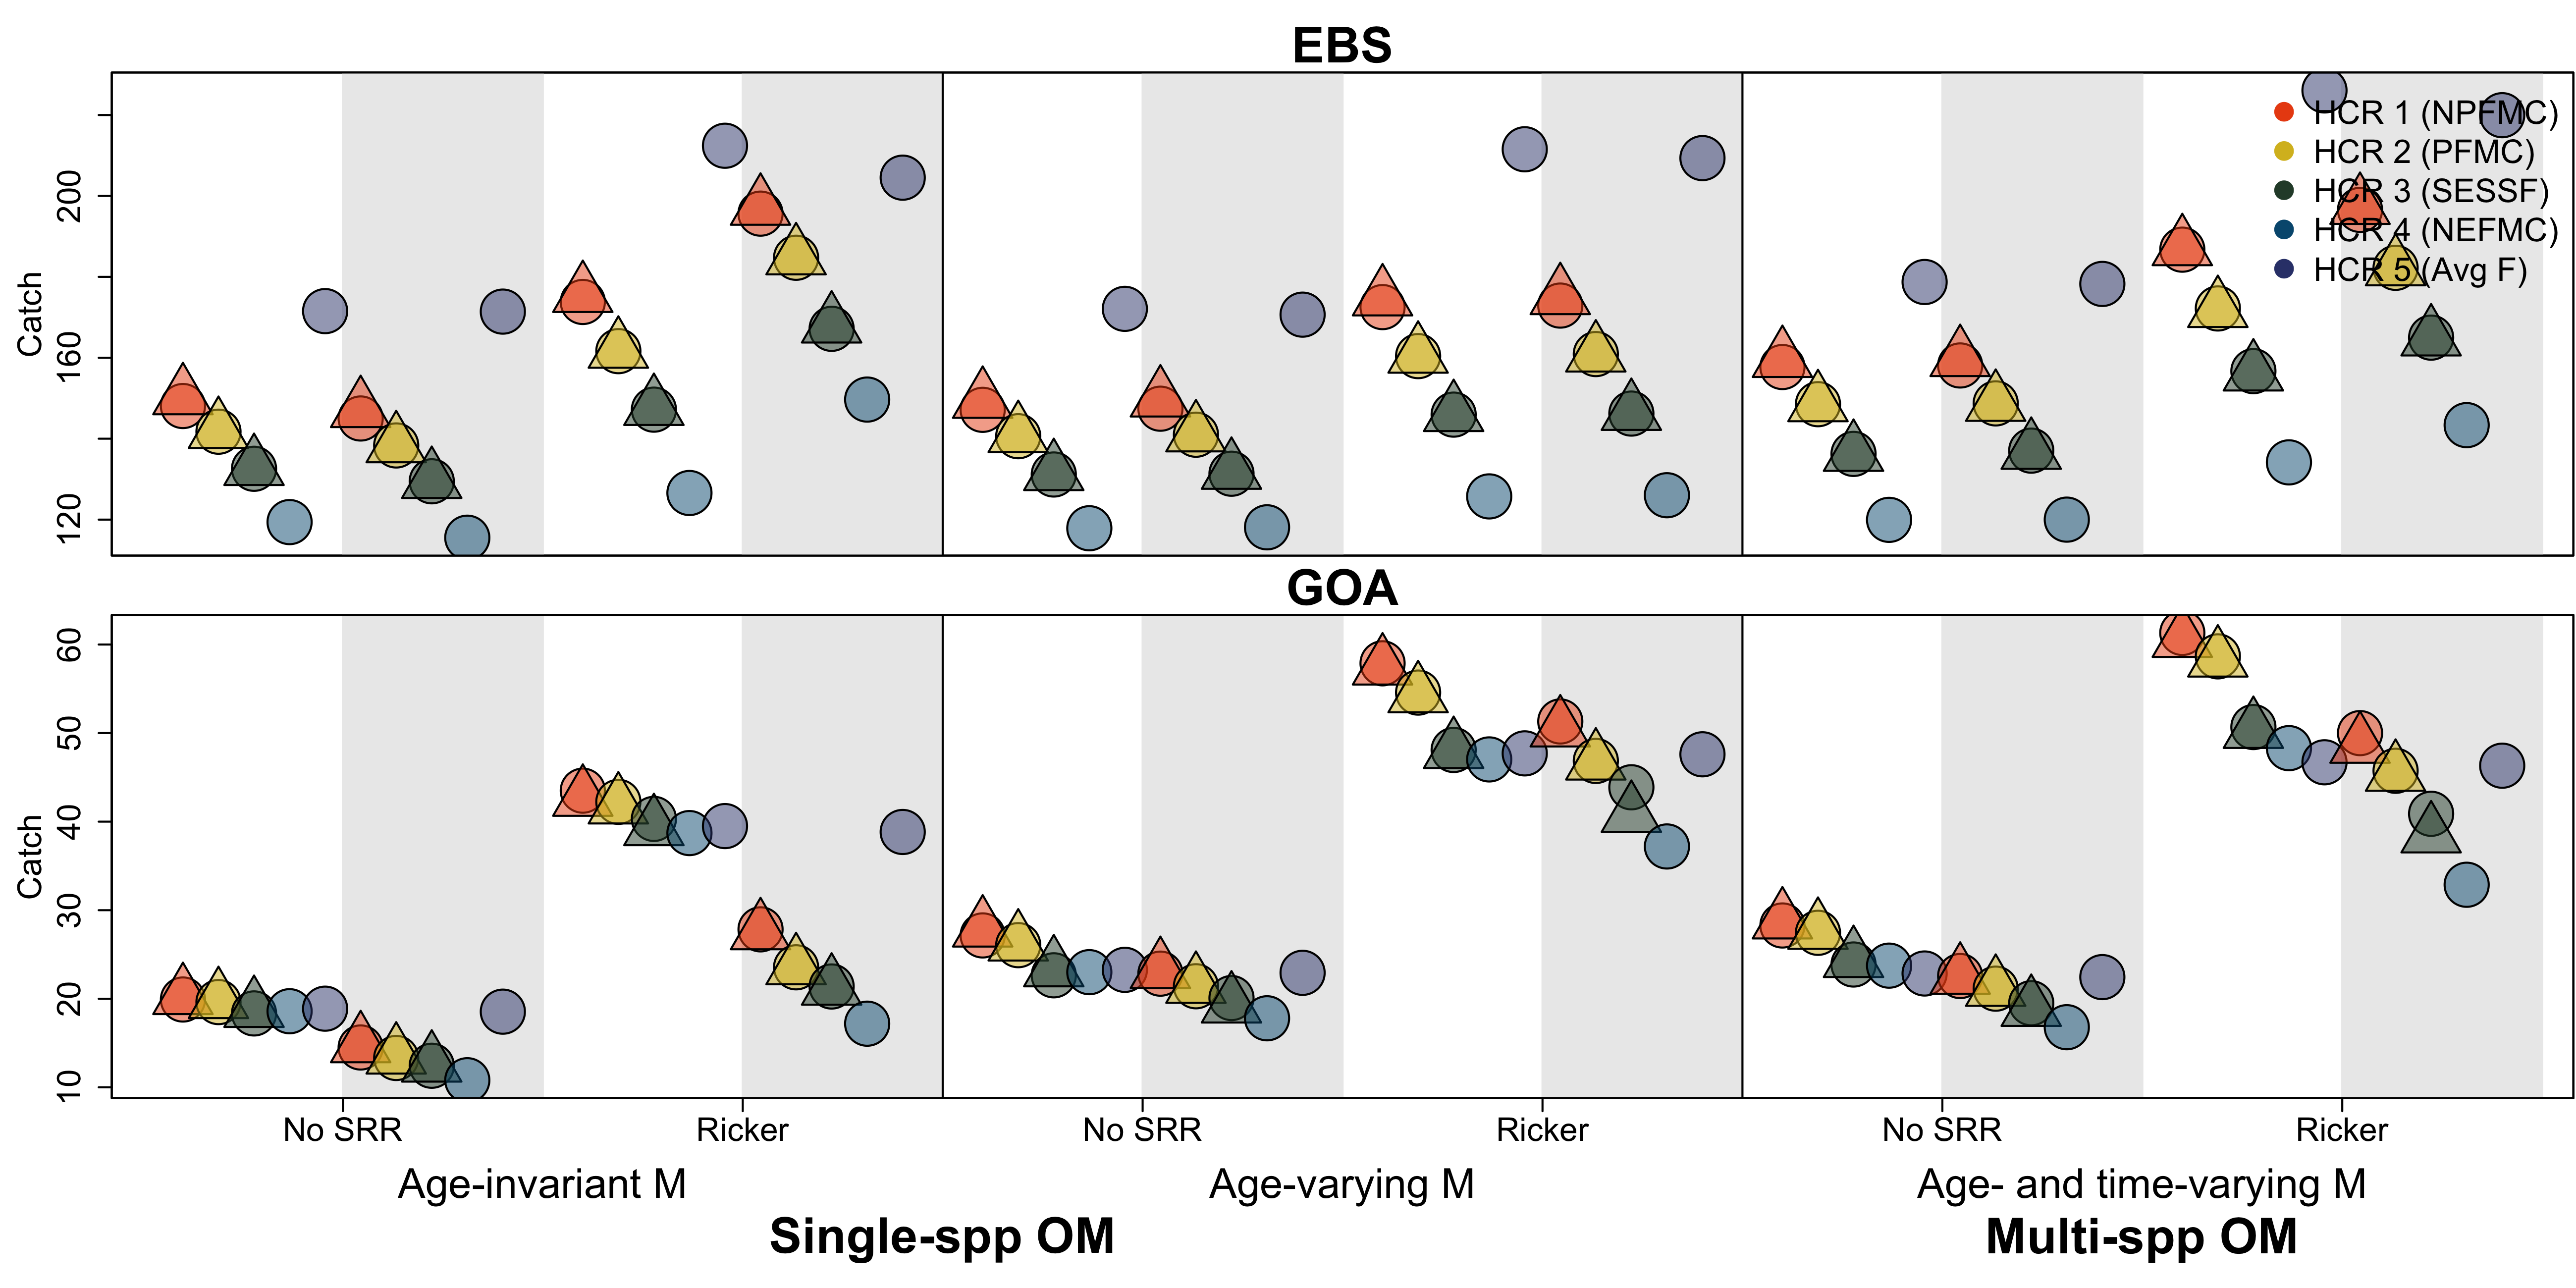 EBS
Catch
200
160
120
HCR 1 (NPFMC)
HCR 2 (PFMC)
HCR 3 (SESSF)
HCR 4 (NEFMC)
HCR 5 (Avg F)
GOA
Catch
60
50
40
30
20
10
No SRR Ricker No SRR Ricker No SRR Ricker
Age-invariant M Age-varying M Age- and time-varying M
Single-spp OM Multi-spp OM